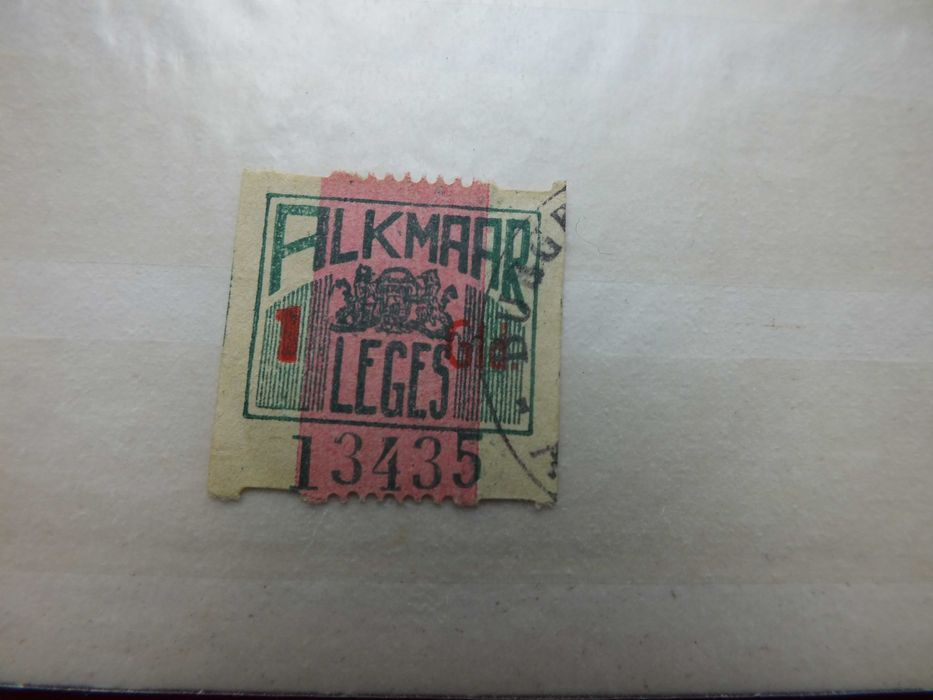 ALKMAAR
1 Gld.
LEGES
13435